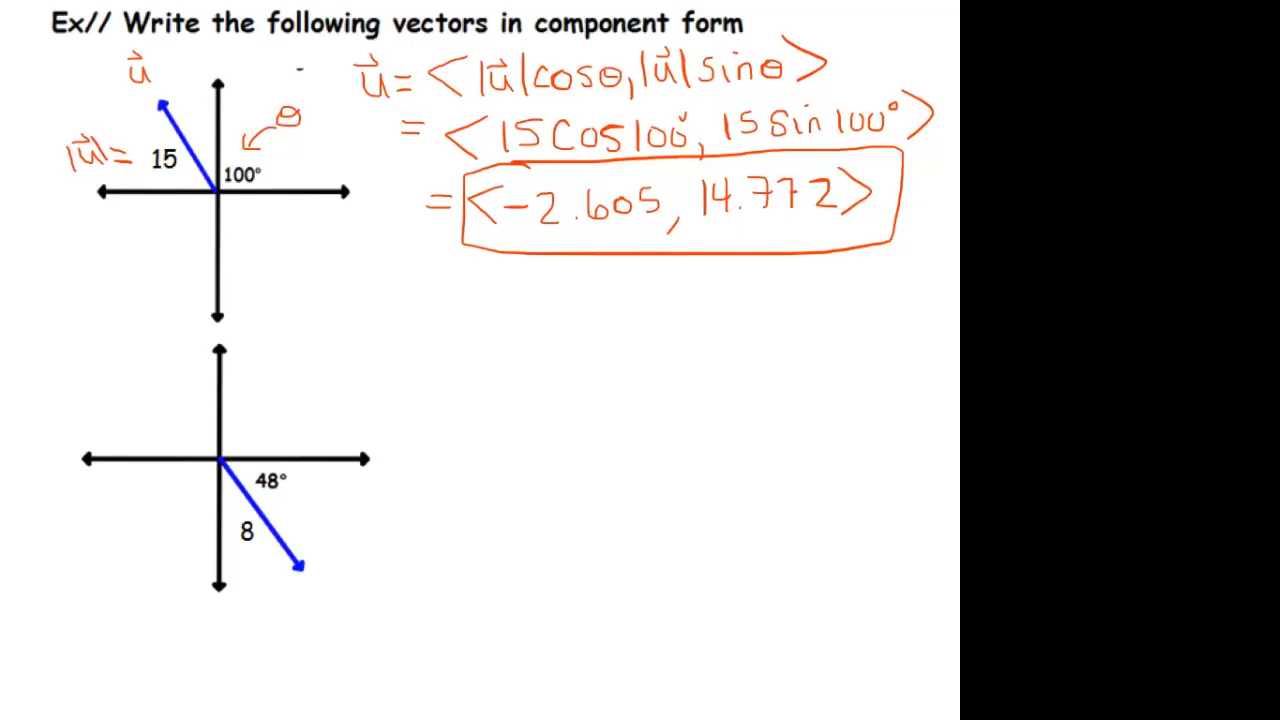 Ex// Write the following vectors in component form
u⃗
u⃗ = <|u⃗|cosθ, |u⃗|sinθ>
θ
= <15Cos100°, 15Sin100°>
|u⃗|= 15
100°
= <-2.605, 14.772>
48°
8